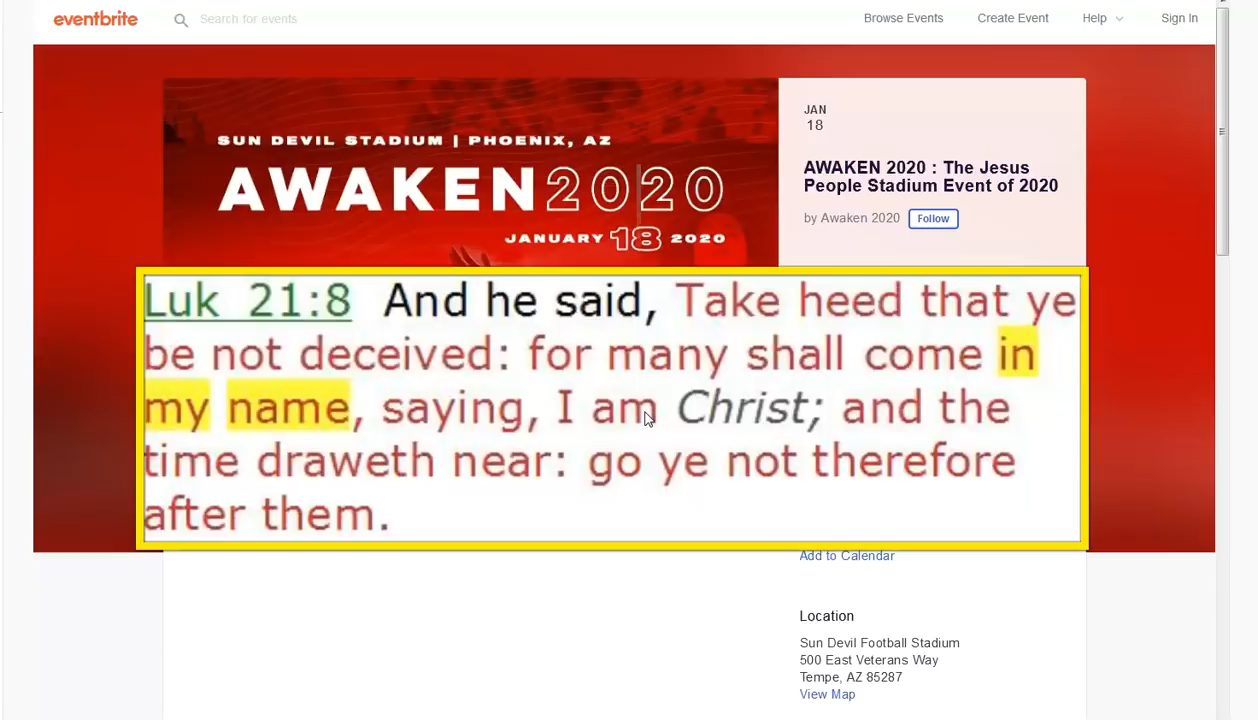 eventbrite
Search for events
Browse Events
Create Event
Help
Sign In
SUN DEVIL STADIUM | PHOENIX, AZ
AWAKEN2020
JANUARY 18 2020
JAN
18
AWAKEN 2020 : The Jesus
People Stadium Event of 2020
by Awaken 2020 Follow
Luk 21:8 And he said, Take heed that ye
be not deceived: for many shall come in
my name, saying, I am Christ; and the
time draweth near: go ye not therefore
after them.
Add to Calendar
Location
Sun Devil Football Stadium
500 East Veterans Way
Tempe, AZ 85287
View Map